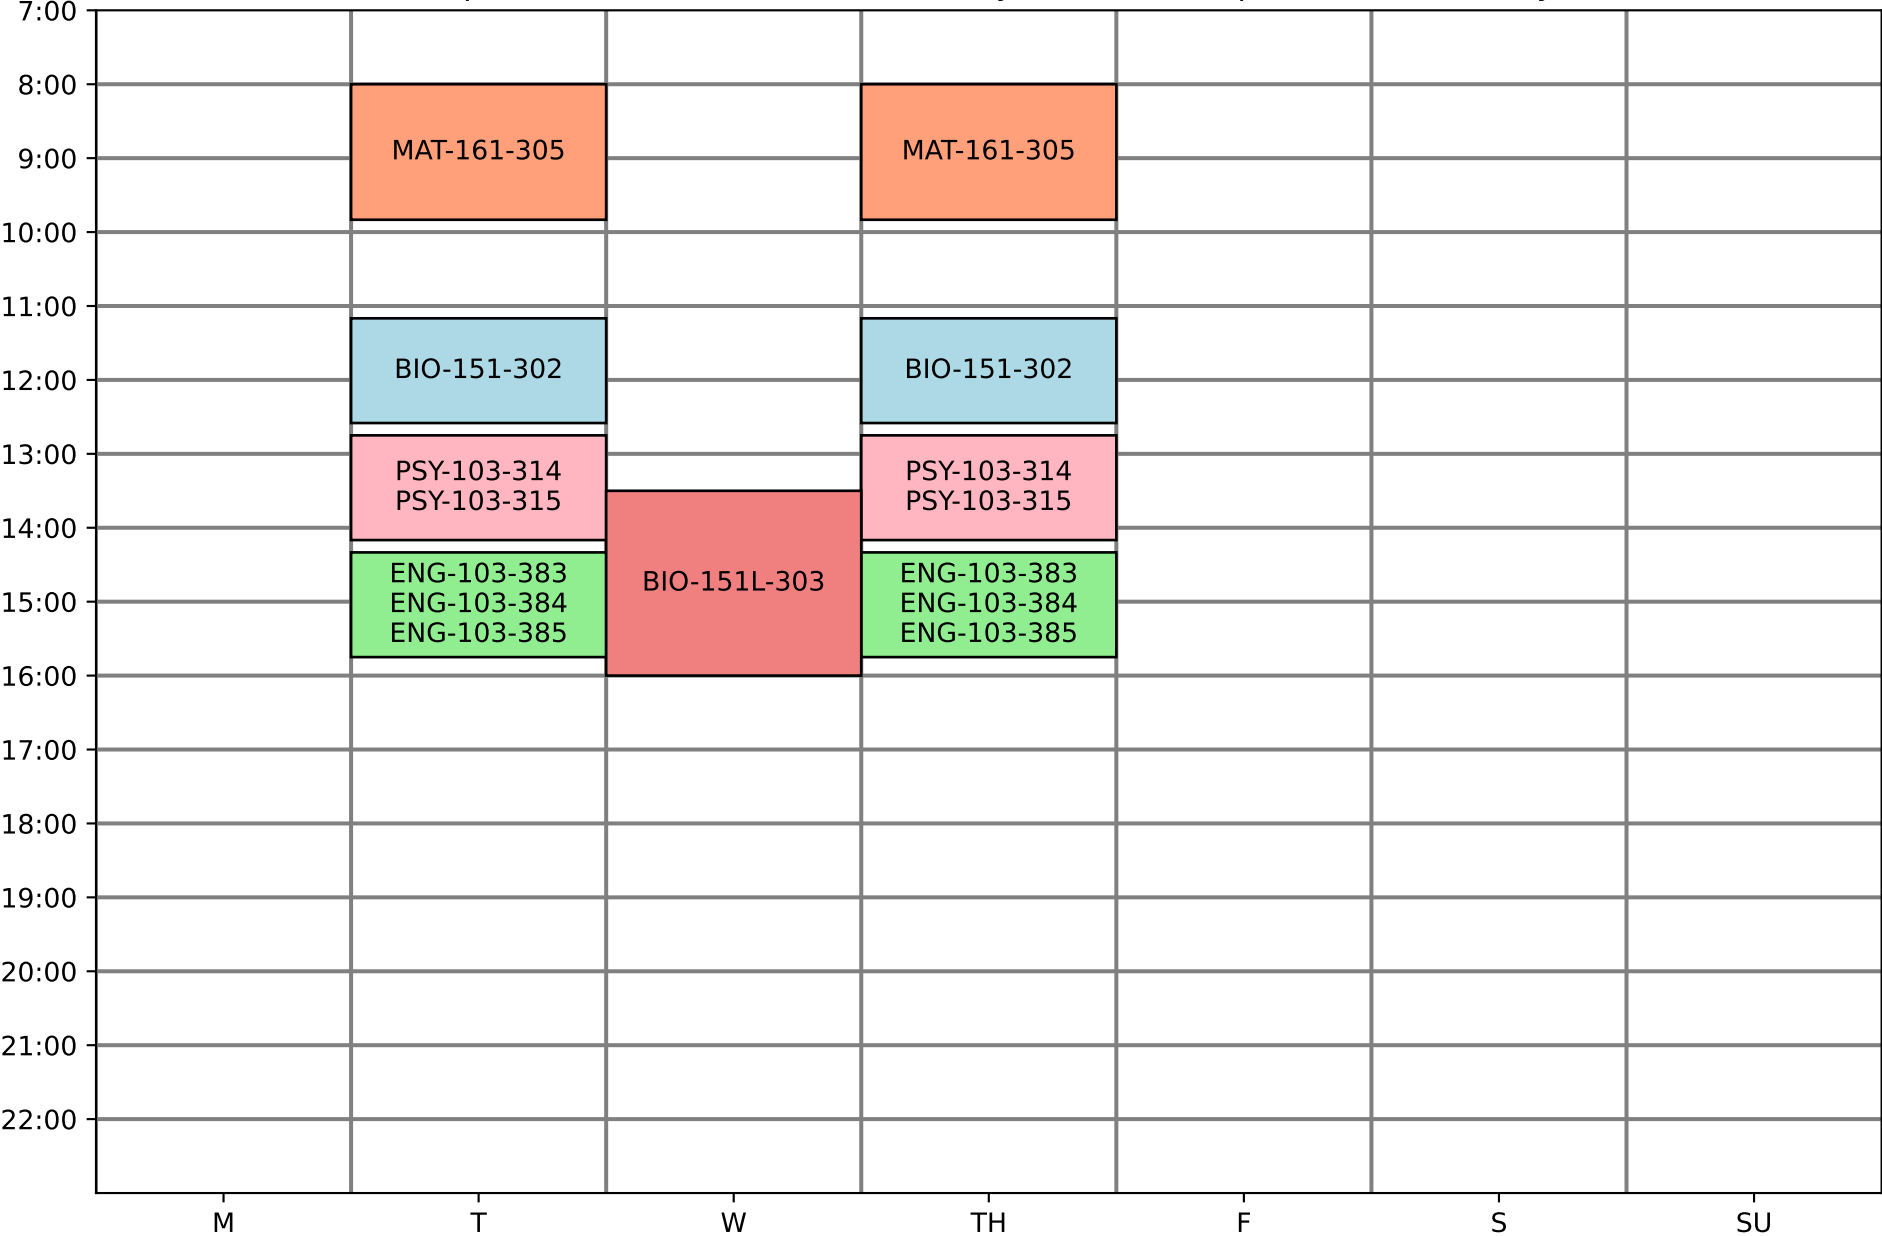 7:00
8:00
9:00
10:00
11:00
12:00
13:00
14:00
15:00
16:00
17:00
18:00
19:00
20:00
21:00
22:00
MAT-161-305
MAT-161-305
BIO-151-302
BIO-151-302
PSY-103-314
PSY-103-315
PSY-103-314
PSY-103-315
ENG-103-383
ENG-103-384
ENG-103-385
BIO-151L-303
ENG-103-383
ENG-103-384
ENG-103-385
M
T
W
TH
F
S
SU